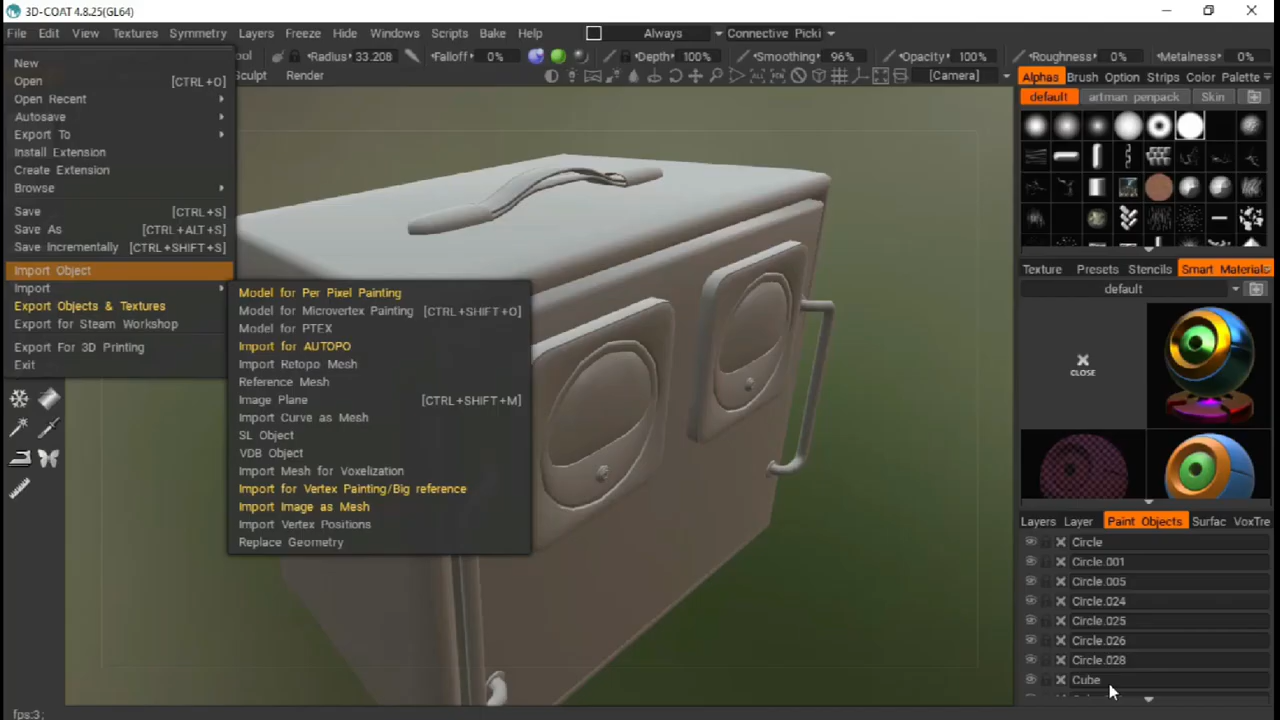 3D-COAT 4.8.25(GL64)
File Edit View Textures Symmetry Layers Freeze Hide Windows Scripts Bake Help Always Connective Picki
ool Radius 33.208 Falloff 0% Depth 100% Smoothing 96% Opacity 100% Roughness 0% Metalness 0%
Sculpt Render [Camera] Alphas Brush Option Strips Color Palette
New
Open [CTRL+O]
Open Recent
Autosave
Export To
Install Extension
Create Extension
Browse
Save [CTRL+S]
Save As [CTRL+ALT+S]
Save Incrementally [CTRL+SHIFT+S]
Import Object
Import
Export Objects & Textures
Export for Steam Workshop
Export For 3D Printing
Exit
Model for Per Pixel Painting
Model for Microvertex Painting [CTRL+SHIFT+O]
Model for PTEX
Import for AUTOPO
Import Retopo Mesh
Reference Mesh
Image Plane [CTRL+SHIFT+M]
Import Curve as Mesh
SL Object
VDB Object
Import Mesh for Voxelization
Import for Vertex Painting/Big reference
Import Image as Mesh
Import Vertex Positions
Replace Geometry
default artman penpack Skin
Texture Presets Stencils Smart Materials
default
CLOSE
Layers Layer Paint Objects Surfac VoxTre
Circle
Circle.001
Circle.005
Circle.024
Circle.025
Circle.026
Circle.028
Cube
fps:3;